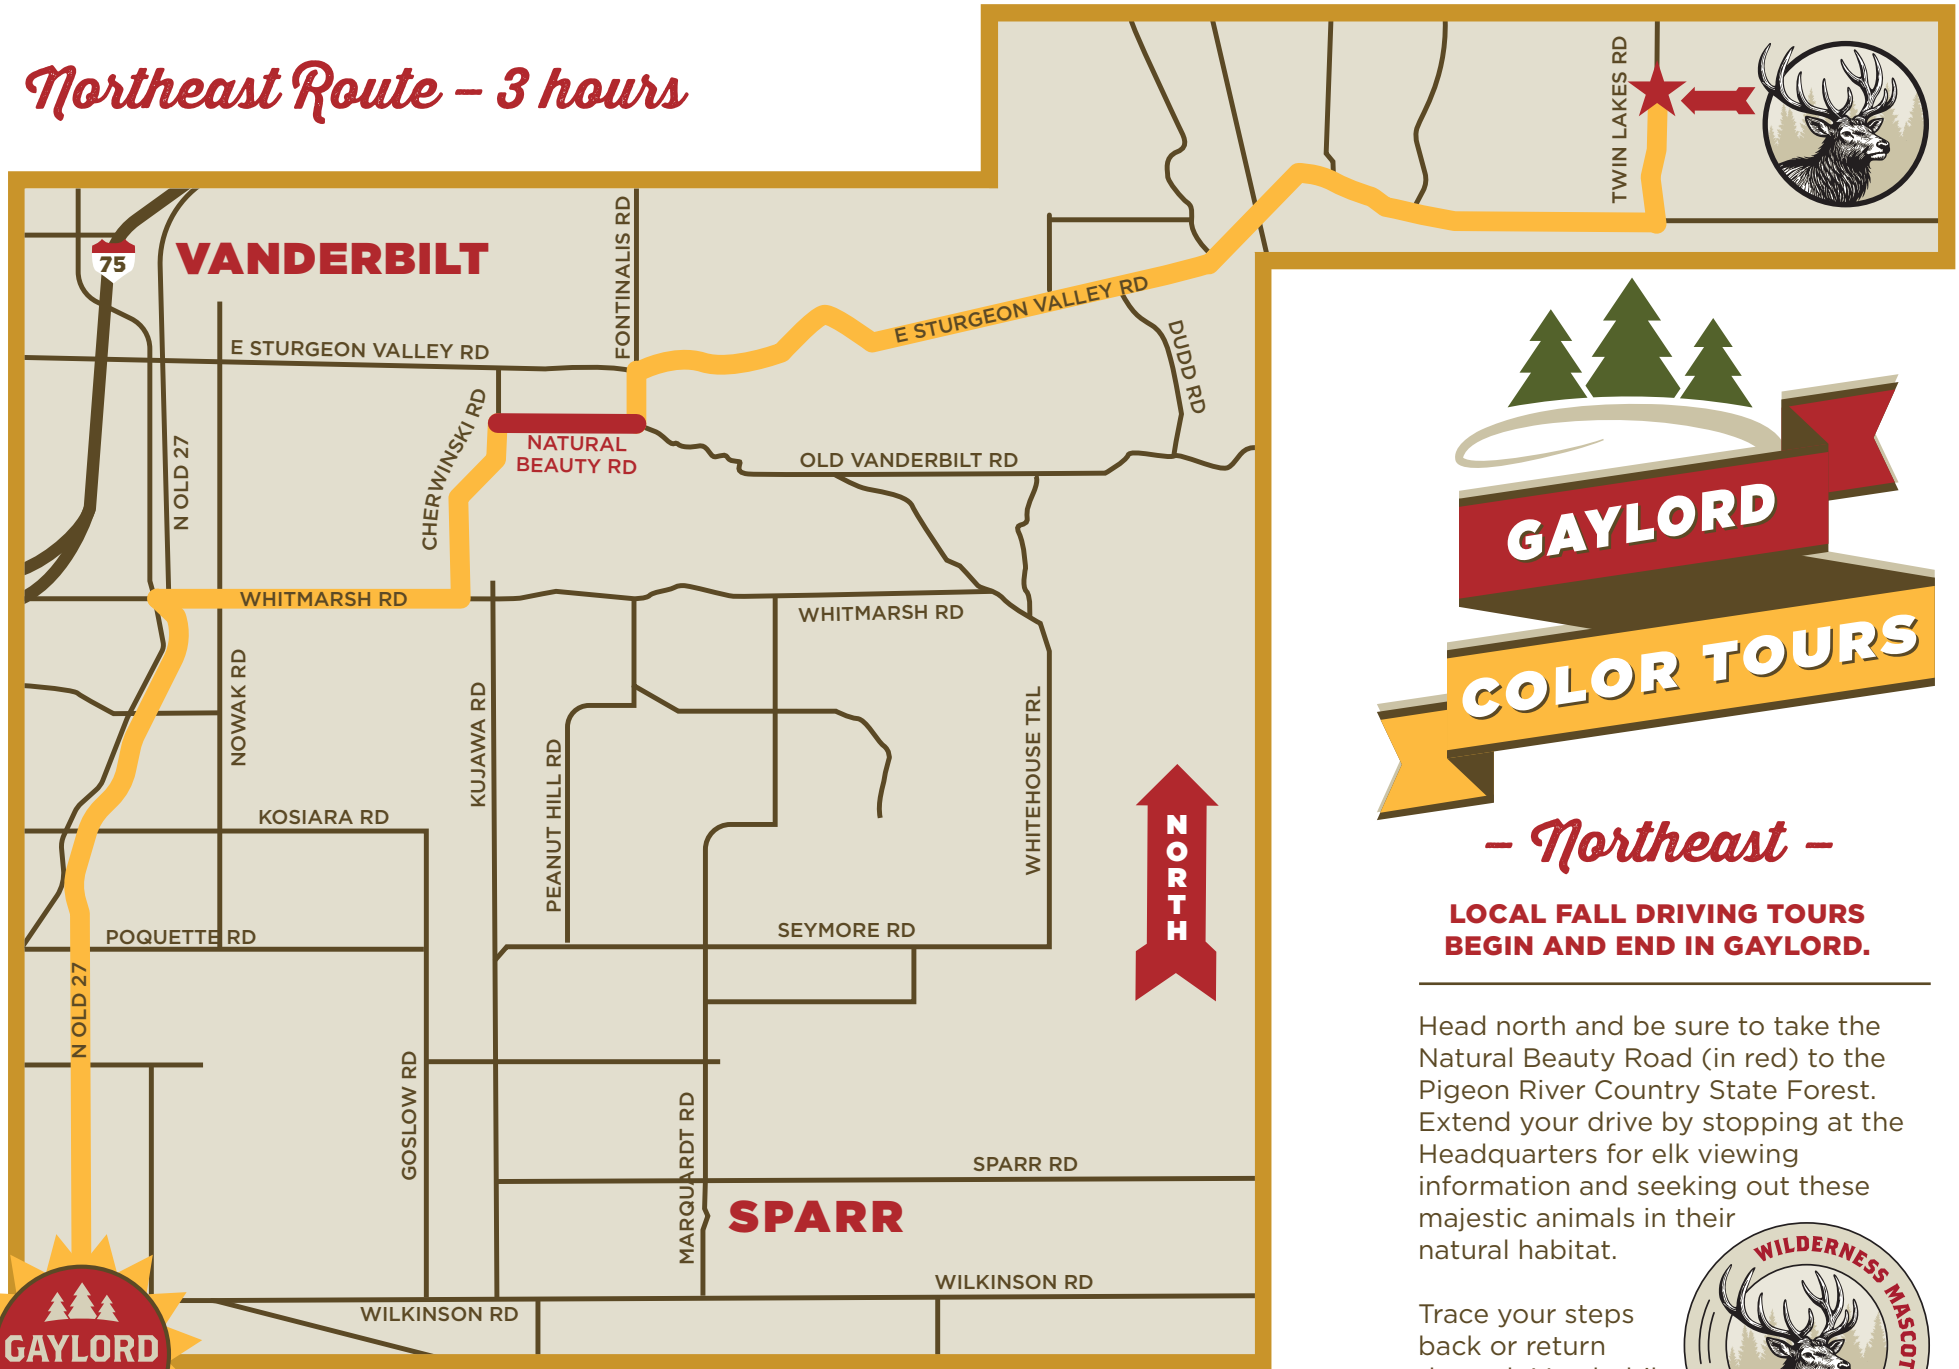 Northeast Route – 3 hours
TWIN LAKES RD
75
VANDERBILT
FONTINALIS RD
E STURGEON VALLEY RD
E STURGEON VALLEY RD
DUDD RD
N OLD 27
CHERWINSKI RD
NATURAL
BEAUTY RD
OLD VANDERBILT RD
WHITMARSH RD
WHITMARSH RD
NOWAK RD
KUJAWA RD
PEANUT HILL RD
WHITEHOUSE TRL
KOSIARA RD
POQUETTE RD
SEYMORE RD
NORTH
N OLD 27
GOSLOW RD
MARQUARDT RD
SPARR RD
SPARR
WILKINSON RD
WILKINSON RD
GAYLORD
GAYLORD
COLOR TOURS
– Northeast –
LOCAL FALL DRIVING TOURS
BEGIN AND END IN GAYLORD.
Head north and be sure to take the
Natural Beauty Road (in red) to the
Pigeon River Country State Forest.
Extend your drive by stopping at the
Headquarters for elk viewing
information and seeking out these
majestic animals in their
natural habitat.
Trace your steps
back or return
WILDERNESS MASCOT